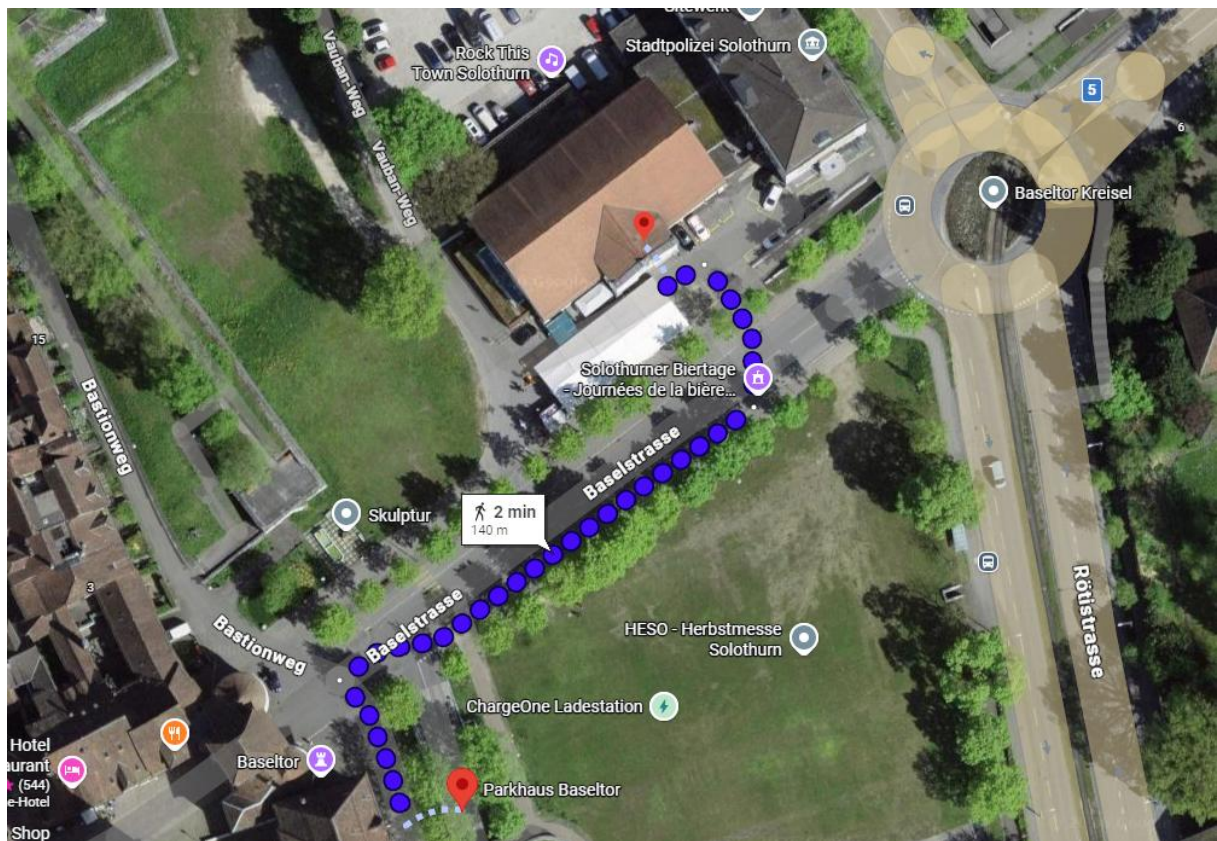 Sitewerk
Stadtpolizei Solothurn
Rock This
Town Solothurn
Vauban-Weg
Vauban-Weg
5
6
Baseltor Kreisel
15
Bastionweg
Solothurner Biertage
- Journées de la bière...
Baselstrasse
Skulptur
2 min
140 m
3
Bastionweg
Baselstrasse
HESO - Herbstmesse
Solothurn
Rötistrasse
ChargeOne Ladestation
Hotel
aurant
(544)
e-Hotel
Baseltor
Parkhaus Baseltor
Shop